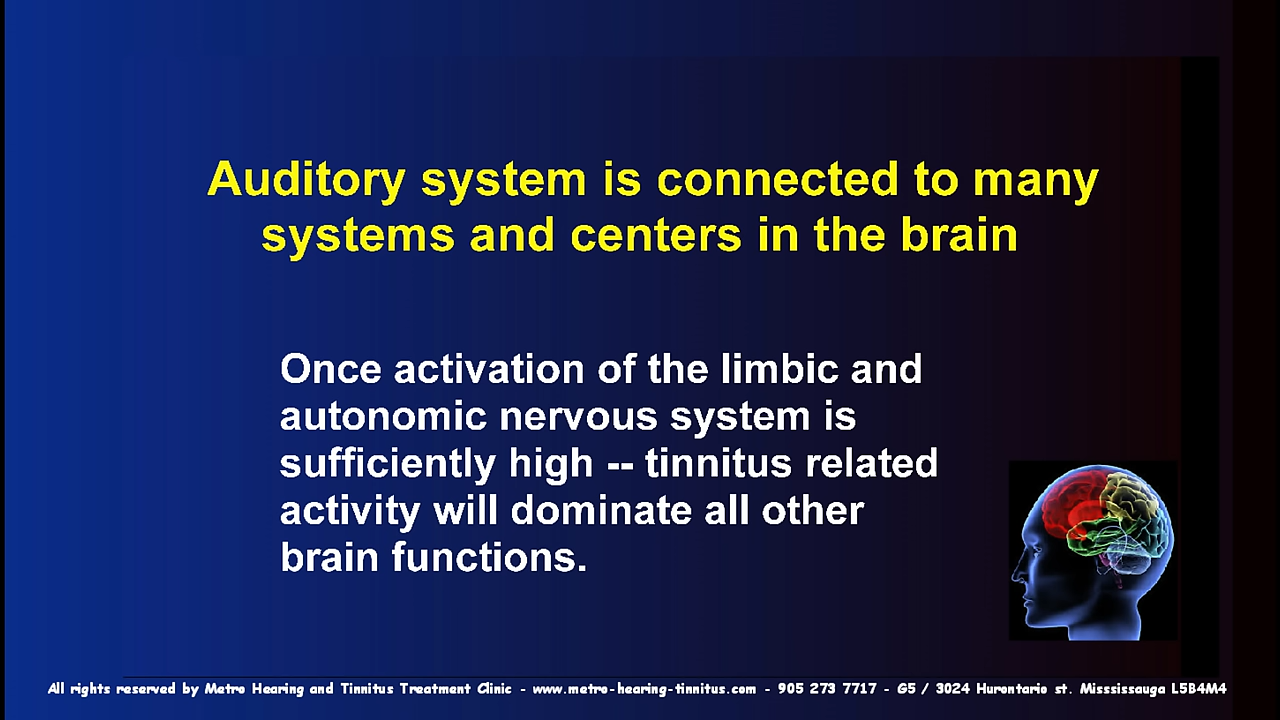 Auditory system is connected to many
systems and centers in the brain
Once activation of the limbic and
autonomic nervous system is
sufficiently high -- tinnitus related
activity will dominate all other
brain functions.
All rights reserved by Metro Hearing and Tinnitus Treatment Clinic - www.metro-hearing-tinnitus.com - 905 273 7717 - G5 / 3024 Hurontario st. Misssissauga L5B4M4